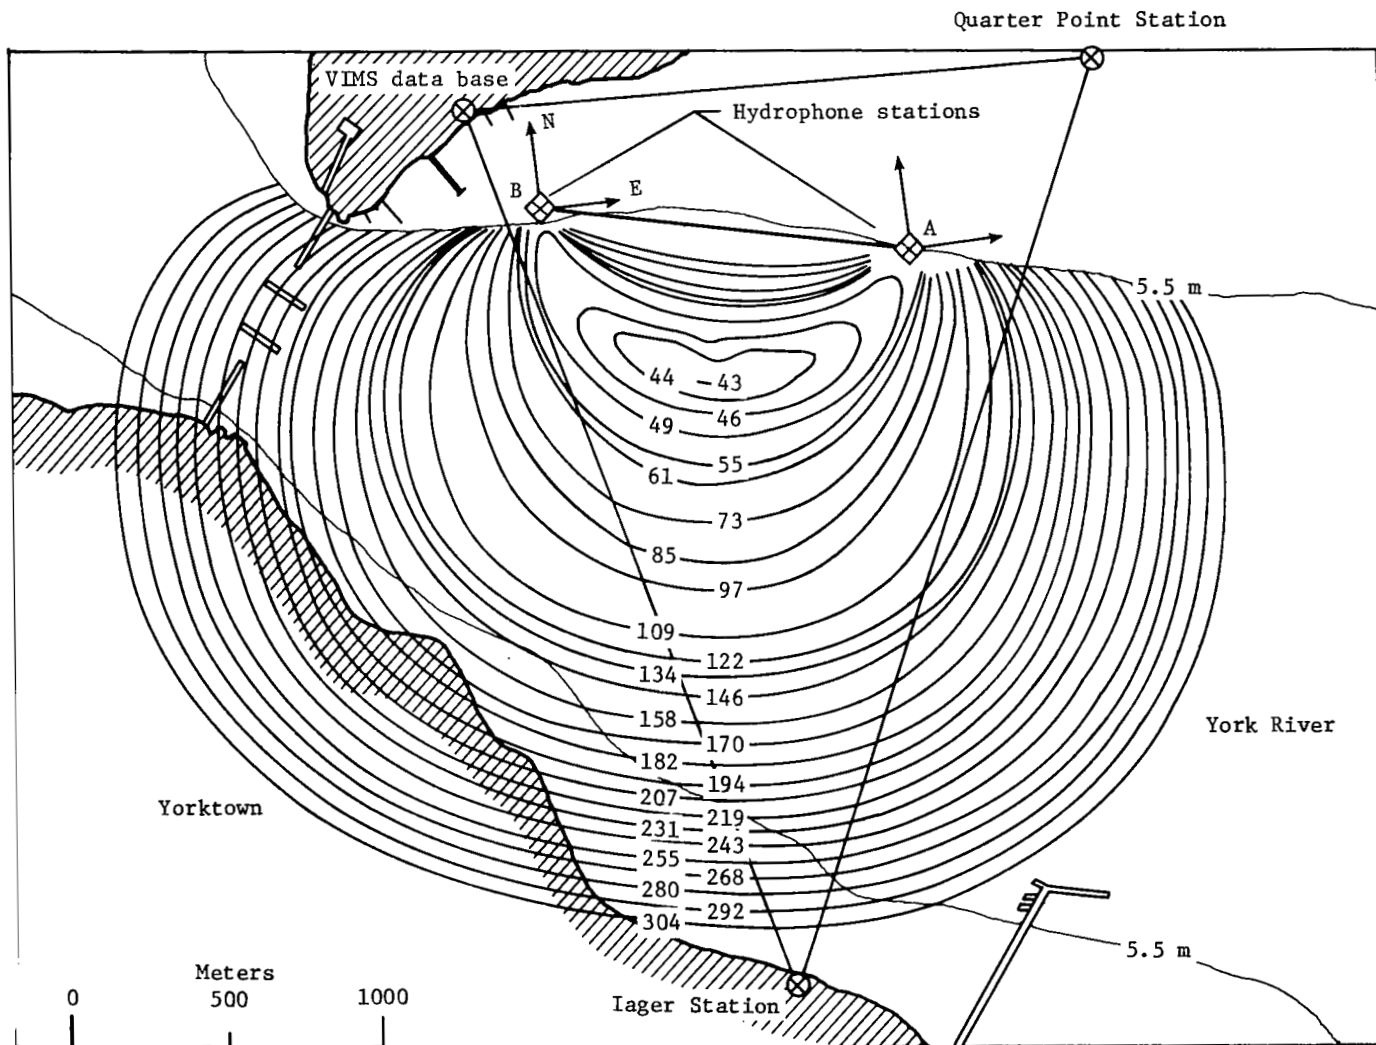 Quarter Point Station
VIMS data base
Hydrophone stations
N
B
E
A
5.5 m
44
43
49
46
61
55
73
85
97
109
122
134
146
158
170
182
194
207
219
231
243
255
268
280
292
304
York River
Yorktown
5.5 m
Meters
0
500
1000
Iager Station